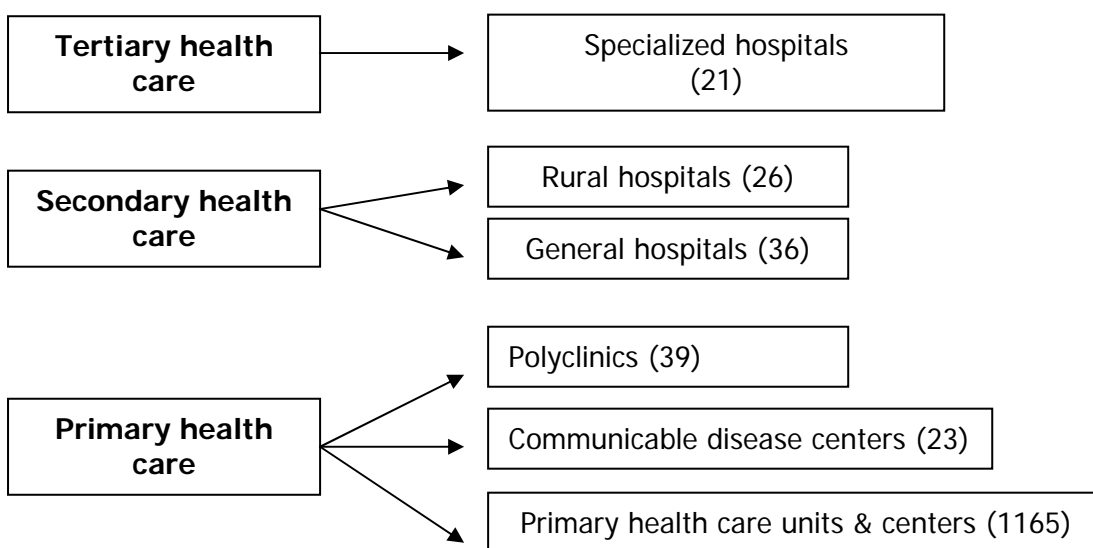 Tertiary health
care
Specialized hospitals
(21)
Secondary health
care
Rural hospitals (26)
General hospitals (36)
Primary health
care
Polyclinics (39)
Communicable disease centers (23)
Primary health care units & centers (1165)